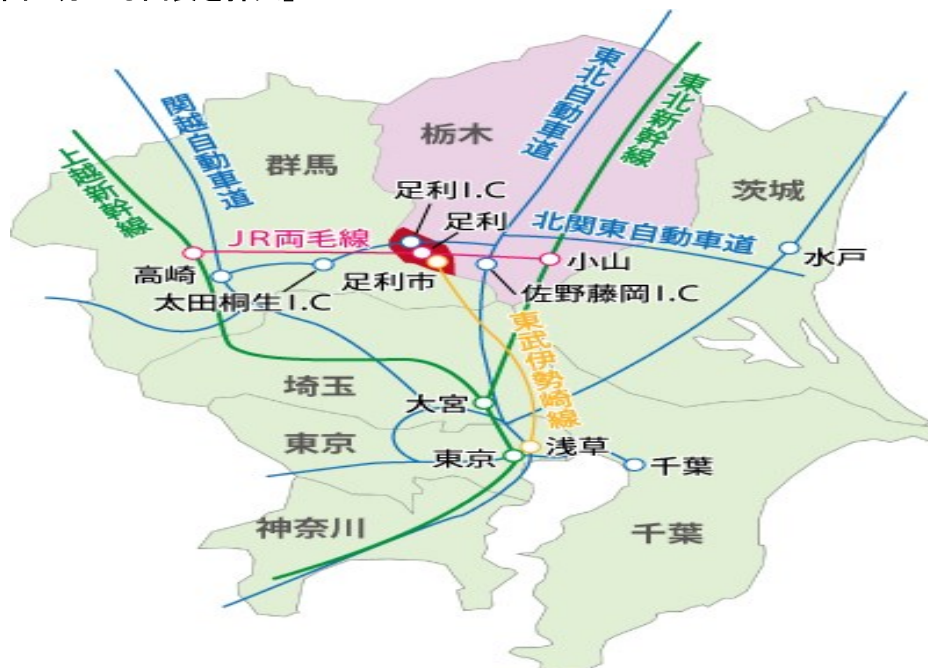 東北自動車道
東北新幹線
関越自動車道
栃木
群馬
上越新幹線
足利I.C
茨城
足利
北関東自動車道
JR両毛線
水戸
高崎
足利市
小山
太田桐生I.C
佐野藤岡I.C
東武伊勢崎線
埼玉
大宮
東京
浅草
東京
千葉
神奈川
千葉